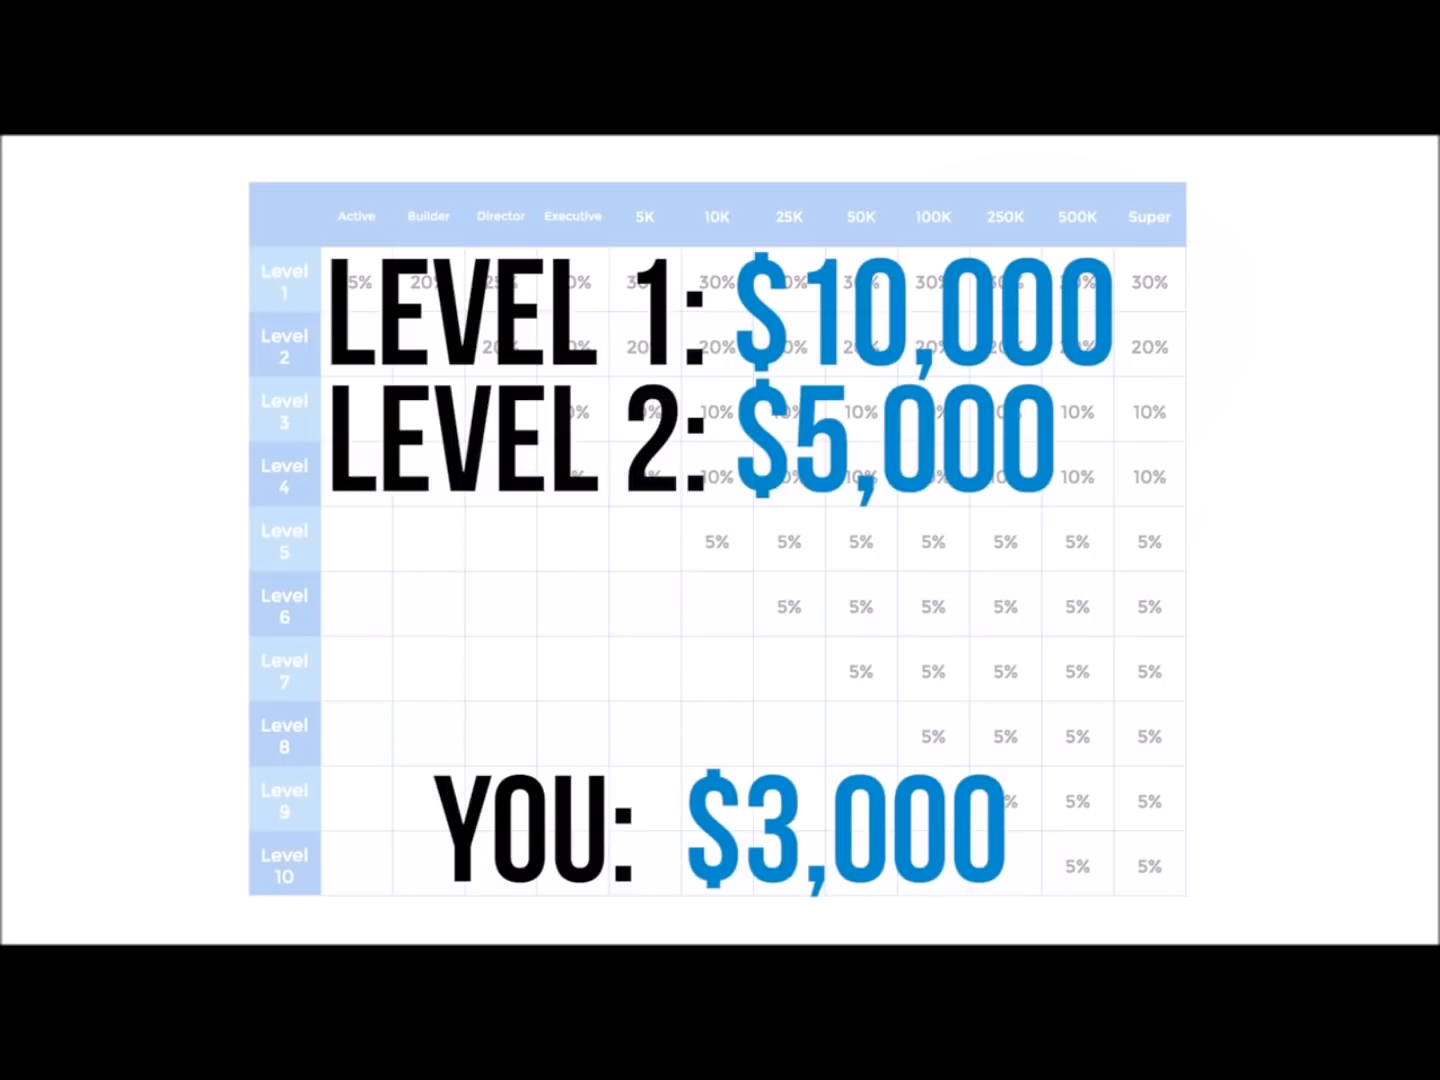 Active Builder Director Executive 5K 10K 25K 50K 100K 250K 500K Super
Level 1 30% 30%
LEVEL 1: $10,000
Level 2 20% 20%
Level 3 10% 10% 10% 10%
LEVEL 2: $5,000
Level 4 10% 10% 10%
Level 5 5% 5% 5% 5% 5% 5% 5%
Level 6 5% 5% 5% 5% 5% 5%
Level 7 5% 5% 5% 5% 5%
Level 8 5% 5% 5% 5%
Level 9 5% 5%
YOU: $3,000
Level 10 5% 5%